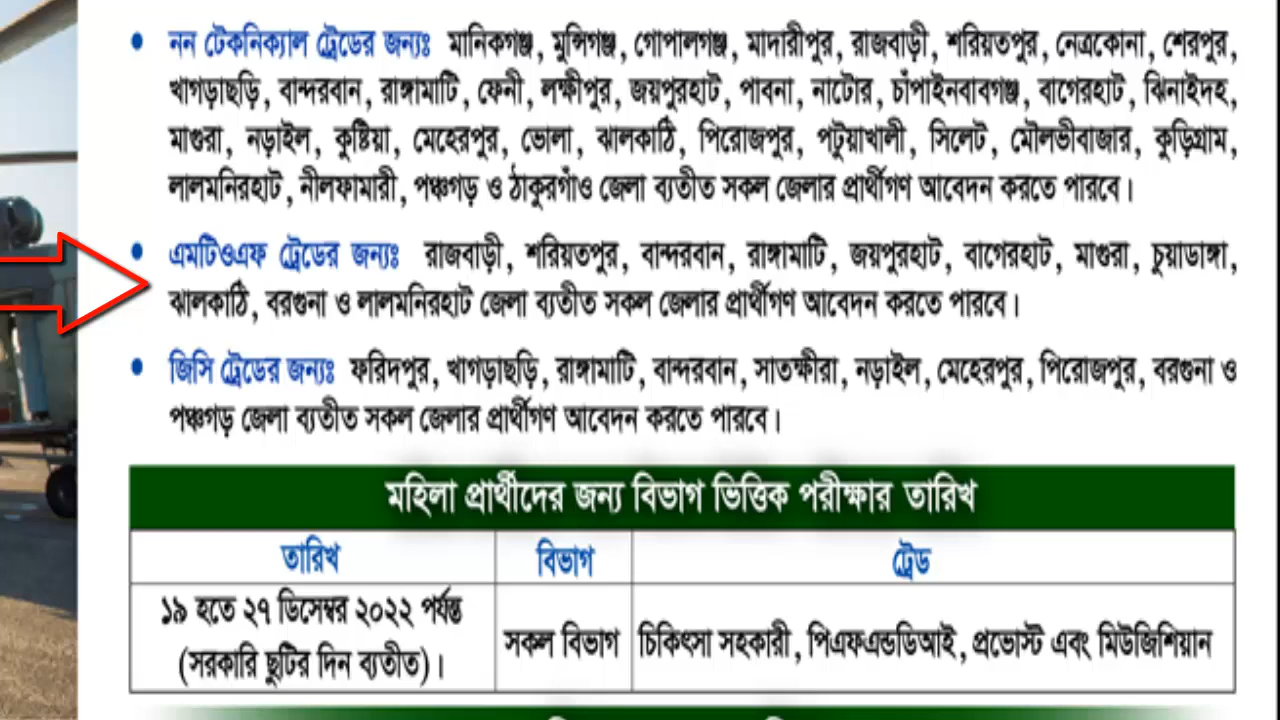 • নন টেকনিক্যাল ট্রেডের জন্যঃ মানিকগঞ্জ, মুন্সিগঞ্জ, গোপালগঞ্জ, মাদারীপুর, রাজবাড়ী, শরিয়তপুর, নেত্রকোনা, শেরপুর,
খাগড়াছড়ি, বান্দরবান, রাঙ্গামাটি, ফেনী, লক্ষীপুর, জয়পুরহাট, পাবনা, নাটোর, চাঁপাইনবাবগঞ্জ, বাগেরহাট, ঝিনাইদহ,
মাগুরা, নড়াইল, কুষ্টিয়া, মেহেরপুর, ভোলা, ঝালকাঠি, পিরোজপুর, পটুয়াখালী, সিলেট, মৌলভীবাজার, কুড়িগ্রাম,
লালমনিরহাট, নীলফামারী, পঞ্চগড় ও ঠাকুরগাঁও জেলা ব্যতীত সকল জেলার প্রার্থীগণ আবেদন করতে পারবে।
• এমটিওএফ ট্রেডের জন্যঃ রাজবাড়ী, শরিয়তপুর, বান্দরবান, রাঙ্গামাটি, জয়পুরহাট, বাগেরহাট, মাগুরা, চুয়াডাঙ্গা,
ঝালকাঠি, বরগুনা ও লালমনিরহাট জেলা ব্যতীত সকল জেলার প্রার্থীগণ আবেদন করতে পারবে।
• জিসি ট্রেডের জন্যঃ ফরিদপুর, খাগড়াছড়ি, রাঙ্গামাটি, বান্দরবান, সাতক্ষীরা, নড়াইল, মেহেরপুর, পিরোজপুর, বরগুনা ও
পঞ্চগড় জেলা ব্যতীত সকল জেলার প্রার্থীগণ আবেদন করতে পারবে।
মহিলা প্রার্থীদের জন্য বিভাগ ভিত্তিক পরীক্ষার তারিখ
তারিখ বিভাগ ট্রেড
১৯ হতে ২৭ ডিসেম্বর ২০২২ পর্যন্ত
(সরকারি ছুটির দিন ব্যতীত)।
সকল বিভাগ চিকিৎসা সহকারী, পিএফএন্ডডিআই, প্রভোস্ট এবং মিউজিশিয়ান